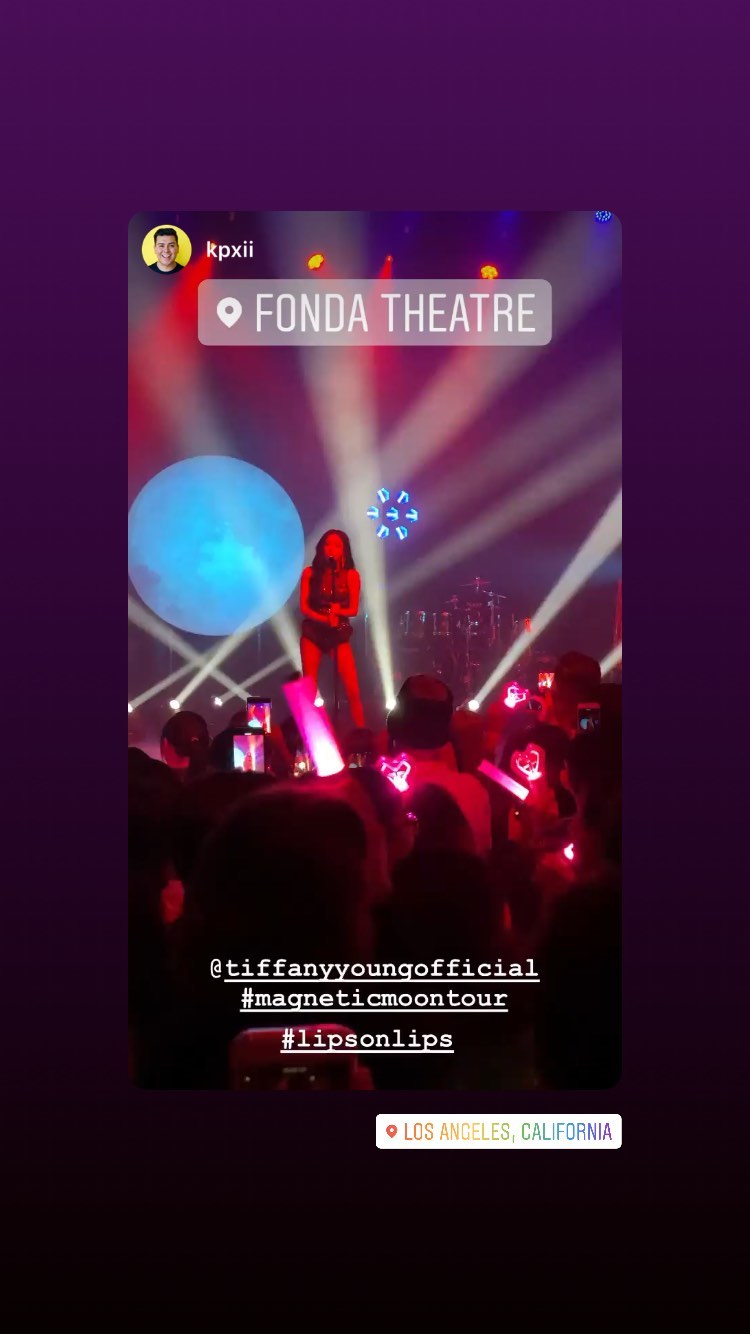 kpxii
FONDA THEATRE
@tiffanyyoungofficial
#magneticmoontour
#lipsonlips
LOS ANGELES, CALIFORNIA